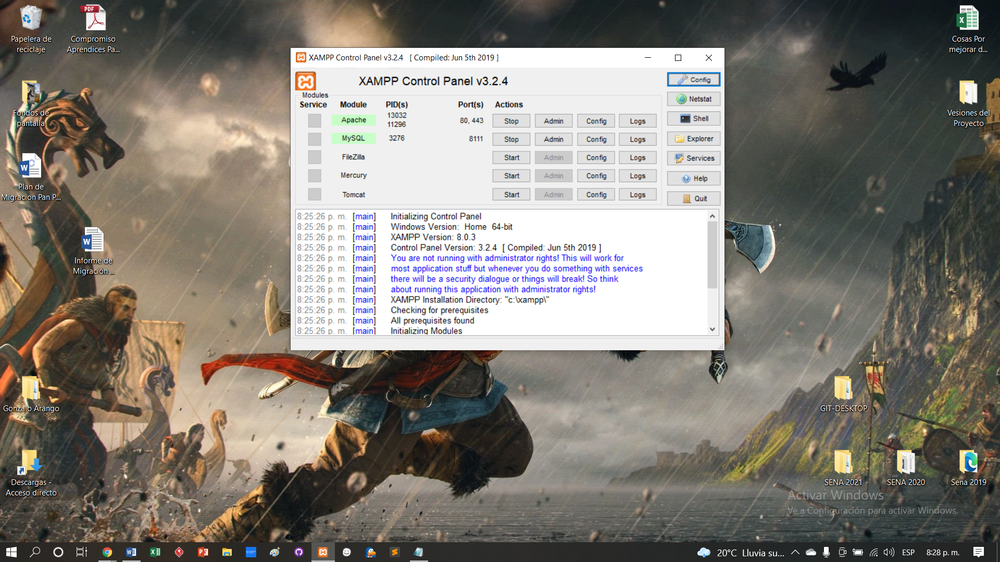 Papelera de
reciclaje
PDF
Compromiso
Aprendices Pa...
Fondos de
pantalla
Plan de
Migracion Pan P...
Informe de
Migración ...
Gonzalo Arango
Descargas -
Acceso directo
XAMPP Control Panel v3.2.4 [ Compiled: Jun 5th 2019 ]
XAMPP Control Panel v3.2.4
Config
Netstat
Shell
Explorer
Services
Help
Quit
Modules
Service Module PID(s) Port(s) Actions
Apache 13032 11296 80, 443 Stop Admin Config Logs
MySQL 3276 8111 Stop Admin Config Logs
FileZilla Start Admin Config Logs
Mercury Start Admin Config Logs
Tomcat Start Admin Config Logs
8:25:26 p. m. [main] Initializing Control Panel
8:25:26 p. m. [main] Windows Version: Home 64-bit
8:25:26 p. m. [main] XAMPP Version: 8.0.3
8:25:26 p. m. [main] Control Panel Version: 3.2.4 [ Compiled: Jun 5th 2019 ]
8:25:26 p. m. [main] You are not running with administrator rights! This will work for
8:25:26 p. m. [main] most application stuff but whenever you do something with services
8:25:26 p. m. [main] there will be a security dialogue or things will break! So think
8:25:26 p. m. [main] about running this application with administrator rights!
8:25:26 p. m. [main] XAMPP Installation Directory: "c:\xampp\"
8:25:26 p. m. [main] Checking for prerequisites
8:25:26 p. m. [main] All prerequisites found
8:25:26 p. m. [main] Initializing Modules
Cosas Por
mejorar d...
Vesiones del
Proyecto
GIT-DESKTOP
SENA 2021
SENA 2020
Sena 2019
Activar Windows
Ve a Configuración para activar Windows.
20°C Lluvia su...
ESP
8:28 p. m.